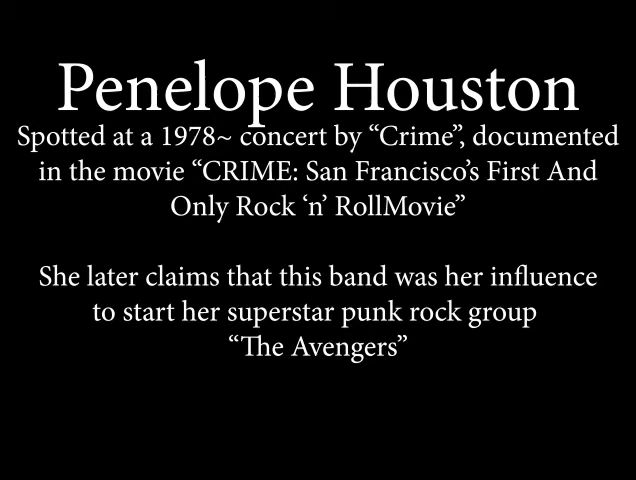 Penelope Houston
Spotted at a 1978~ concert by “Crime”, documented
in the movie “CRIME: San Francisco’s First And
Only Rock ‘n’ RollMovie”
She later claims that this band was her influence
to start her superstar punk rock group
“The Avengers”